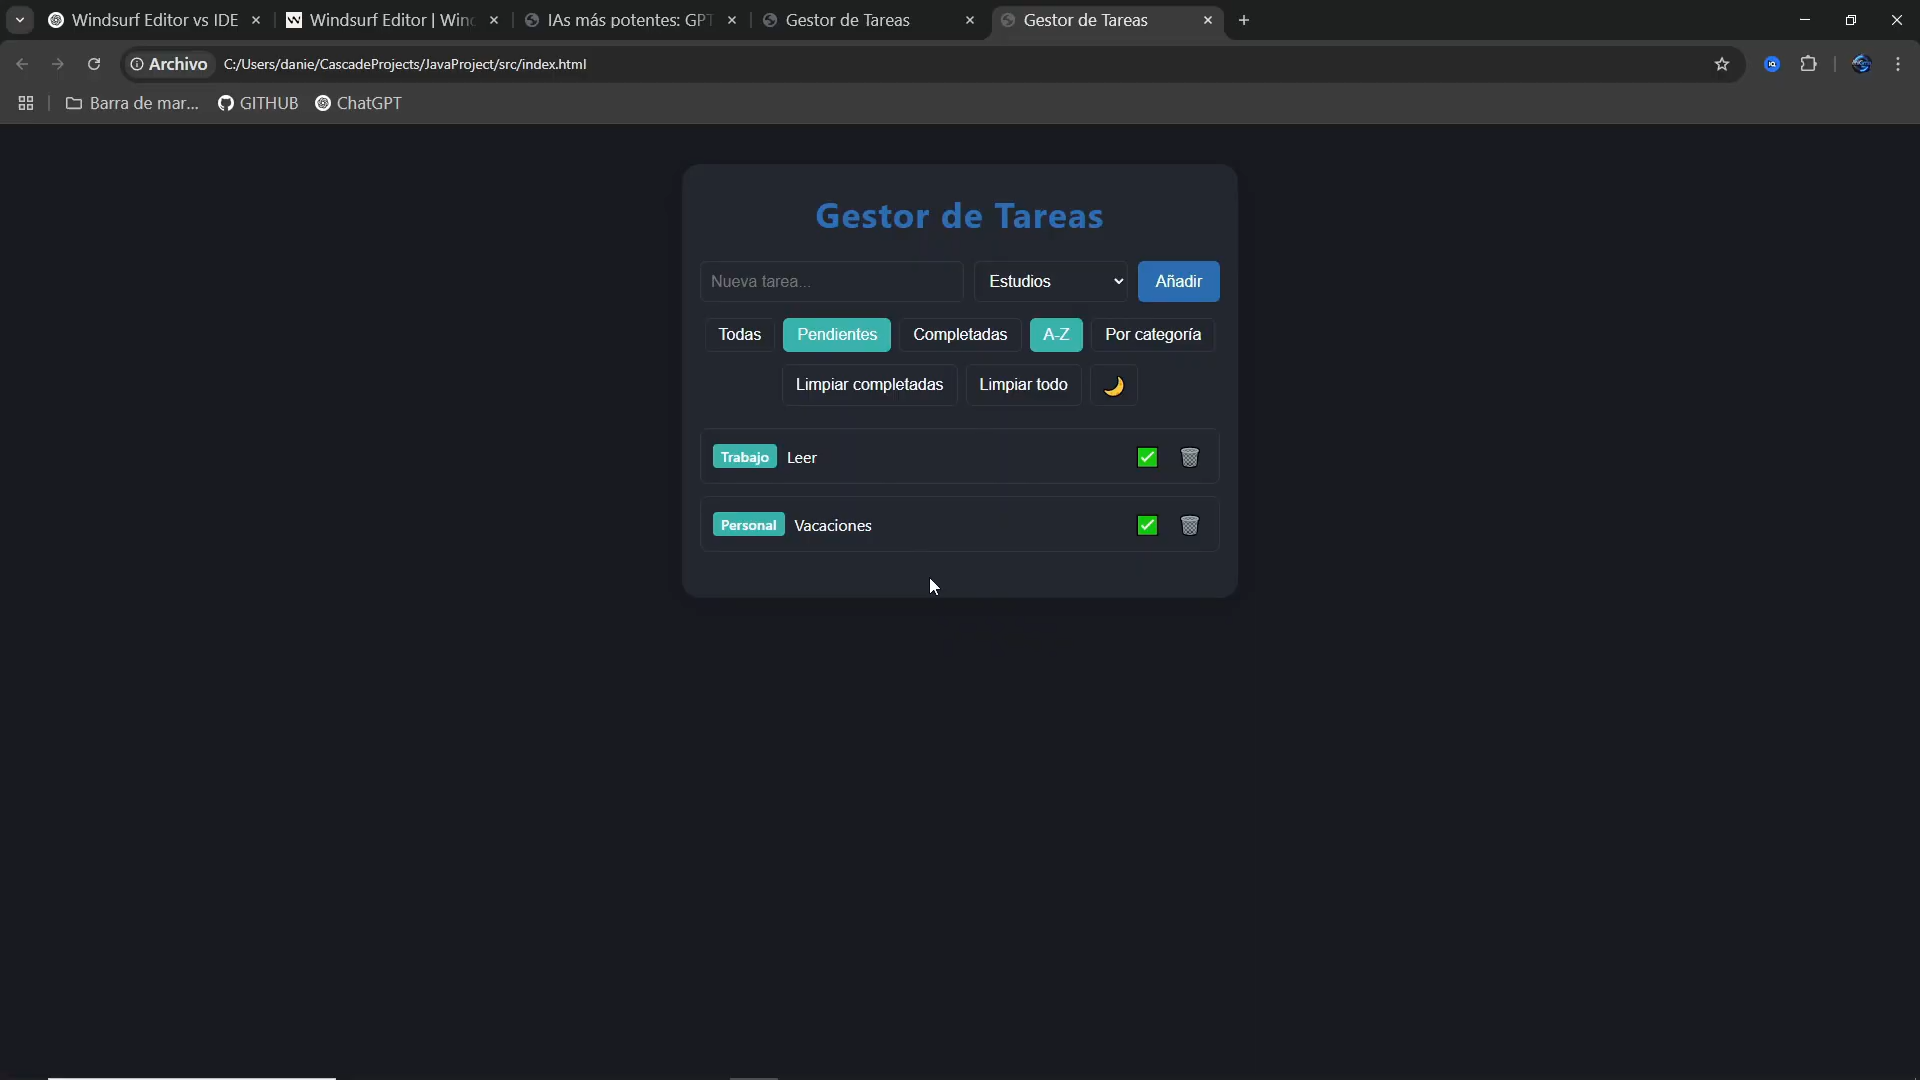 Windsurf Editor vs IDE
Windsurf Editor | Wind
IAs más potentes: GPT
Gestor de Tareas
Gestor de Tareas
Archivo C:/Users/danie/CascadeProjects/JavaProject/src/index.html
Barra de mar... GITHUB ChatGPT
Gestor de Tareas
Nueva tarea... Estudios Añadir
Todas Pendientes Completadas A-Z Por categoría
Limpiar completadas Limpiar todo
Trabajo Leer
Personal Vacaciones